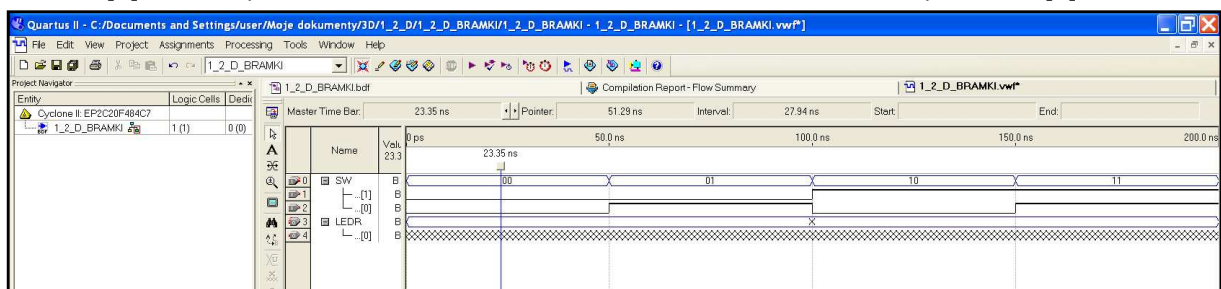 Quartus II - C:/Documents and Settings/user/Moje dokumenty/3D/1_2_D/1_2_D_BRAMKI/1_2_D_BRAMKI - 1_2_D_BRAMKI - [1_2_D_BRAMKI.vwf*]
File Edit View Project Assignments Processing Tools Window Help
1_2_D_BRAMKI
Project Navigator
1_2_D_BRAMKI.bdf Compilation Report - Flow Summary 1_2_D_BRAMKI.vwf*
Entity Logic Cells Dedic
Cyclone II: EP2C20F484C7
1_2_D_BRAMKI 1 (1) 0 (0)
Master Time Bar: 23.35 ns Pointer: 51.29 ns Interval: 27.94 ns Start: End:
Name Valu 23.3
0 ps 50.0 ns 100.0 ns 150.0 ns 200.0 ns
23.35 ns
0 SW B 00 01 10 11
1 ...[1] B
2 ...[0] B
3 LEDR B X
4 ...[0] B